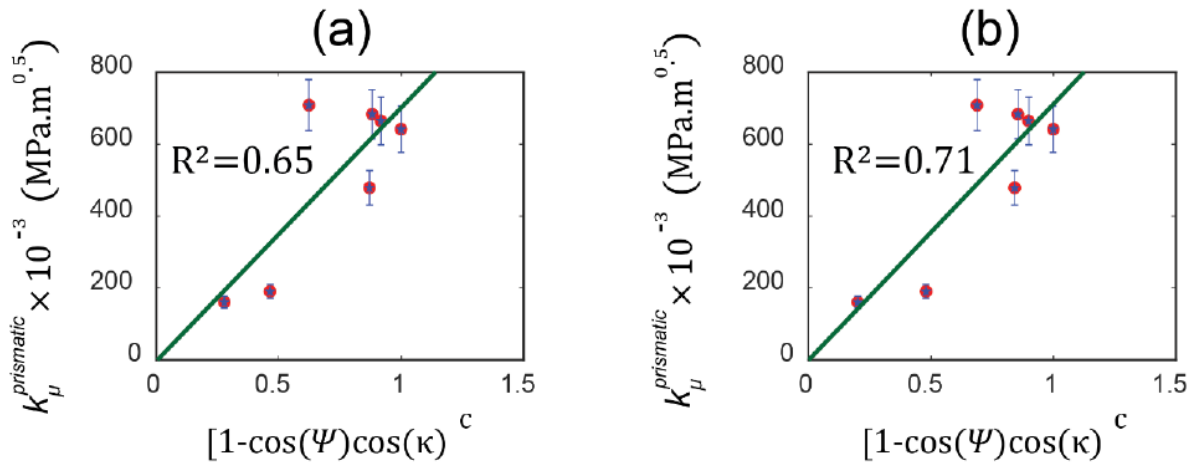 (a)
k_μ^prismatic × 10^-3 (MPa.m^0.5)
800
600
400
200
0
R²=0.65
0
0.5
1
1.5
[1-cos(Ψ)cos(κ)^c
(b)
k_μ^prismatic × 10^-3 (MPa.m^0.5)
800
600
400
200
0
R²=0.71
0
0.5
1
1.5
[1-cos(Ψ)cos(κ)^c